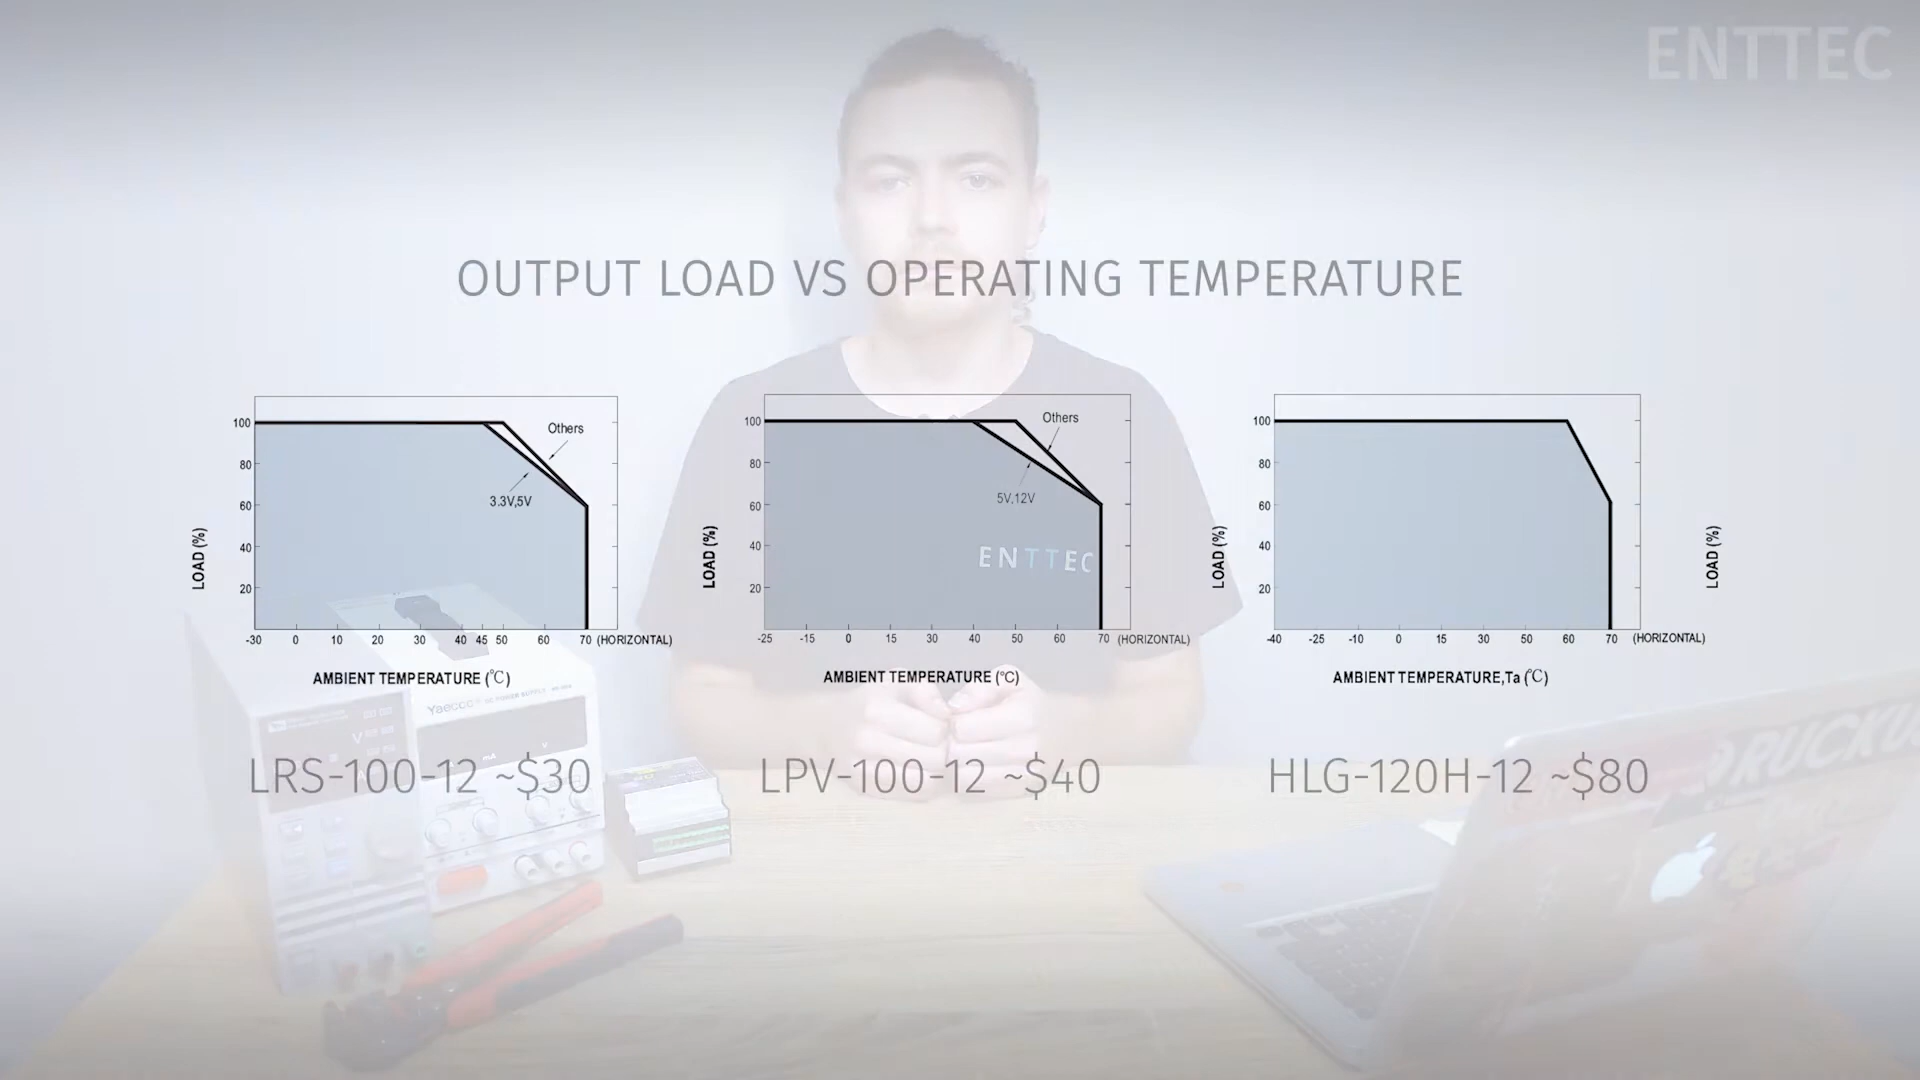 ENTTEC
OUTPUT LOAD VS OPERATING TEMPERATURE
100
80
60
40
20
LOAD (%)
Others
3.3V,5V
-30 0 10 20 30 40 45 50 60 70 (HORIZONTAL)
AMBIENT TEMPERATURE (℃)
LRS-100-12 ~$30
100
80
60
40
20
LOAD (%)
Others
5V,12V
ENTTEC
-25 -15 0 15 30 40 50 60 70 (HORIZONTAL)
AMBIENT TEMPERATURE (℃)
LPV-100-12 ~$40
100
80
60
40
20
LOAD (%)
-40 -25 -10 0 15 30 50 60 70 (HORIZONTAL)
AMBIENT TEMPERATURE,Ta (℃)
HLG-120H-12 ~$80
LOAD (%)
Yaecco
V
mA
V
RUCKU